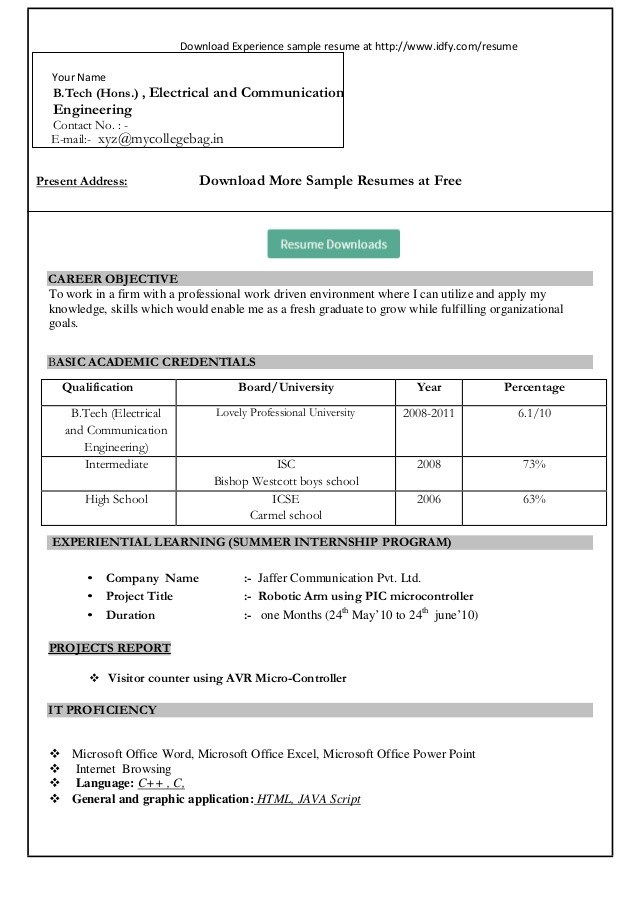 Download Experience sample resume at http://www.idfy.com/resume
Your Name
B.Tech (Hons.) , Electrical and Communication
Engineering
Contact No. : -
E-mail:- xyz@mycollegebag.in
Present Address: Download More Sample Resumes at Free
Resume Downloads
CAREER OBJECTIVE
To work in a firm with a professional work driven environment where I can utilize and apply my
knowledge, skills which would enable me as a fresh graduate to grow while fulfilling organizational
goals.
BASIC ACADEMIC CREDENTIALS
Qualification Board/University Year Percentage
B.Tech (Electrical Lovely Professional University 2008-2011 6.1/10
and Communication
Engineering)
Intermediate ISC 2008 73%
Bishop Westcott boys school
High School ICSE 2006 63%
Carmel school
EXPERIENTIAL LEARNING (SUMMER INTERNSHIP PROGRAM)
• Company Name :- Jaffer Communication Pvt. Ltd.
• Project Title :- Robotic Arm using PIC microcontroller
• Duration :- one Months (24th May'10 to 24th june'10)
PROJECTS REPORT
❖ Visitor counter using AVR Micro-Controller
IT PROFICIENCY
❖ Microsoft Office Word, Microsoft Office Excel, Microsoft Office Power Point
❖ Internet Browsing
❖ Language: C++ , C,
❖ General and graphic application: HTML, JAVA Script